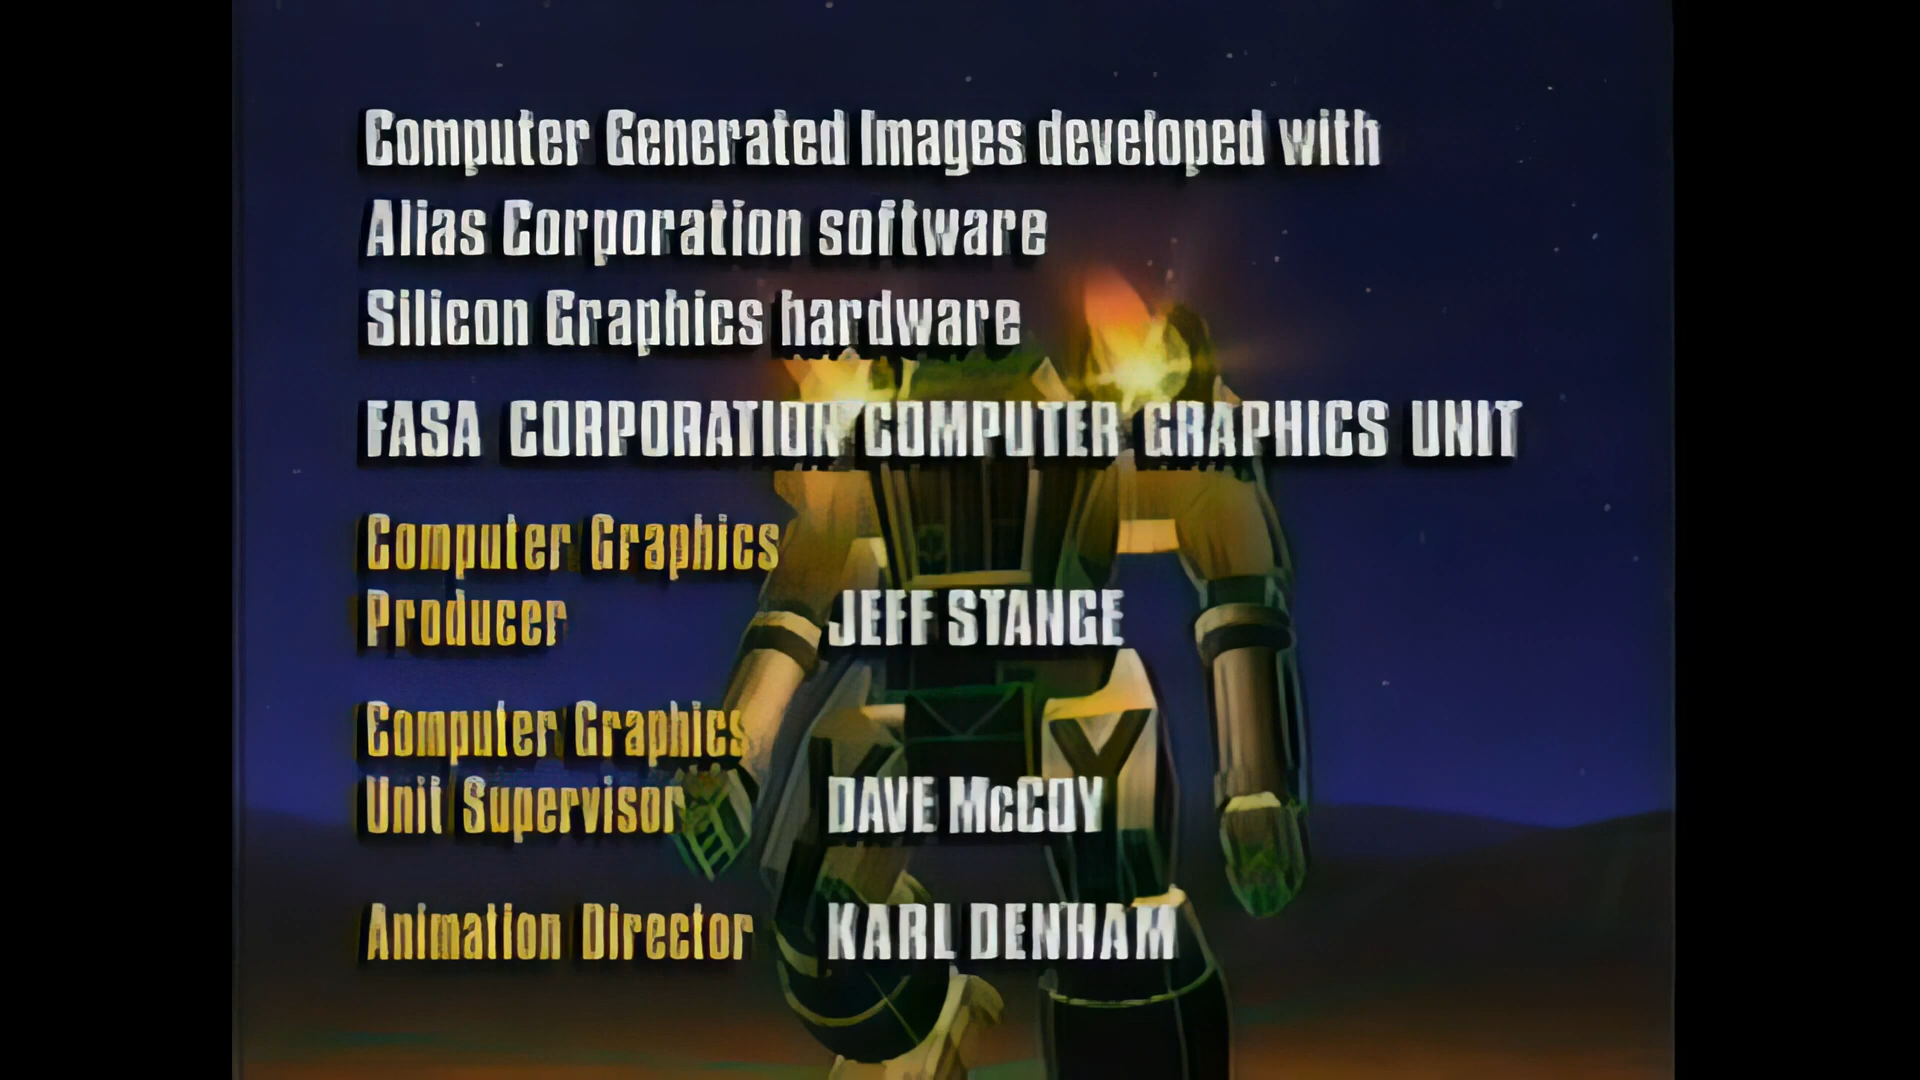 Computer Generated Images developed with
Alias Corporation software
Silicon Graphics hardware
FASA CORPORATION COMPUTER GRAPHICS UNIT
Computer Graphics
Producer JEFF STANGE
Computer Graphics
Unit Supervisor DAVE McCOY
Animation Director KARL DENHAM